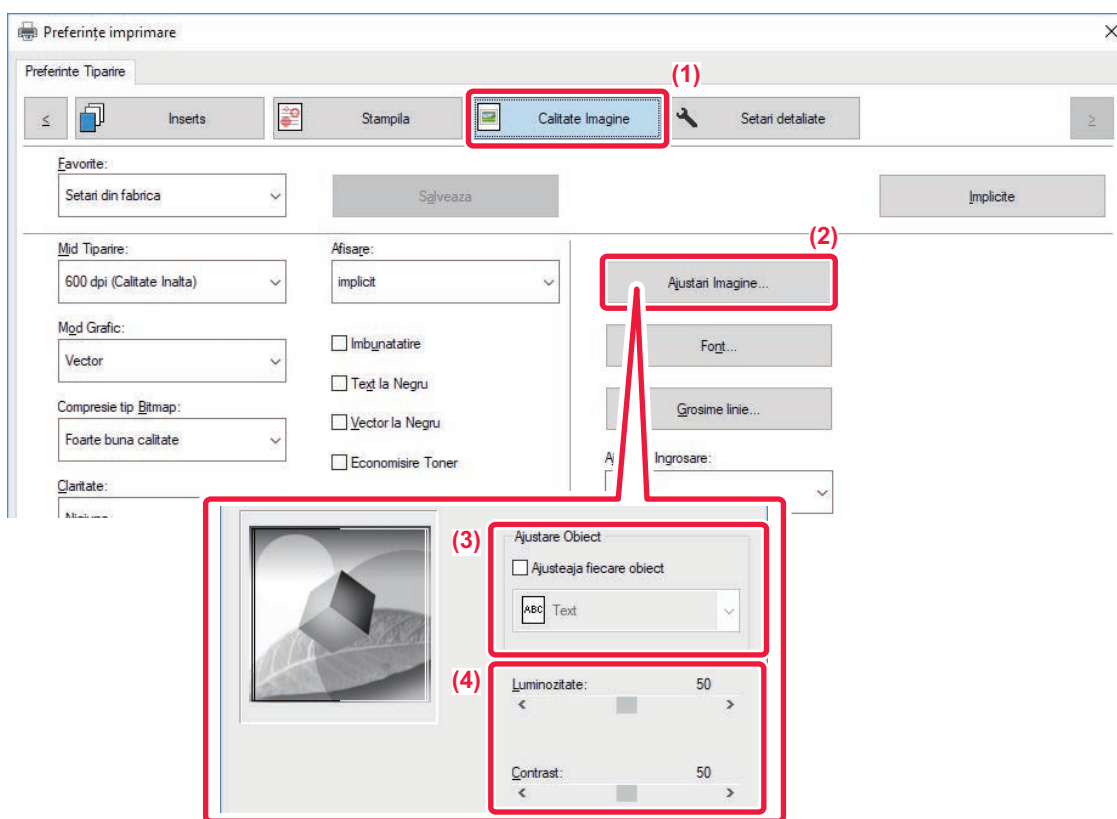 Preferințe imprimare
Preferinte Tiparire
(1)
< Inserts Stampila Calitate Imagine Setari detaliate >
Favorite:
Setari din fabrica Salveaza Implicite
(2)
Mid Tiparire: Afisare:
600 dpi (Calitate Inalta) implicit Ajustari Imagine...
Mod Grafic:
Vector Imbunatatire Font...
Text la Negru
Compresie tip Bitmap: Grosime linie...
Foarte buna calitate Vector la Negru
Economisire Toner Ingrosare:
Claritate:
(3) Ajustare Obiect
Ajusteaja fiecare obiect
ABC Text
(4) Luminozitate: 50
< >
Contrast: 50
< >